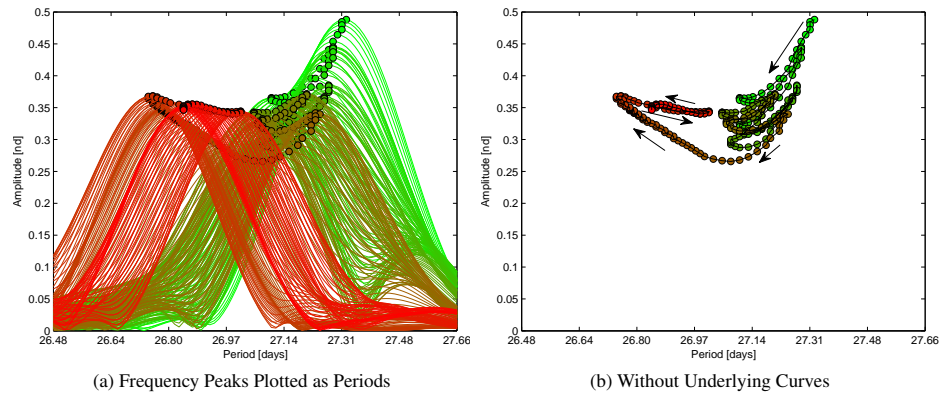 0.5
0.45
0.4
0.35
0.3
0.25
0.2
0.15
0.1
0.05
0
Amplitude [nd]
26.48 26.64 26.80 26.97 27.14 27.31 27.48 27.66
Period [days]
(a) Frequency Peaks Plotted as Periods
0.5
0.45
0.4
0.35
0.3
0.25
0.2
0.15
0.1
0.05
0
Amplitude [nd]
26.48 26.64 26.80 26.97 27.14 27.31 27.48 27.66
Period [days]
(b) Without Underlying Curves